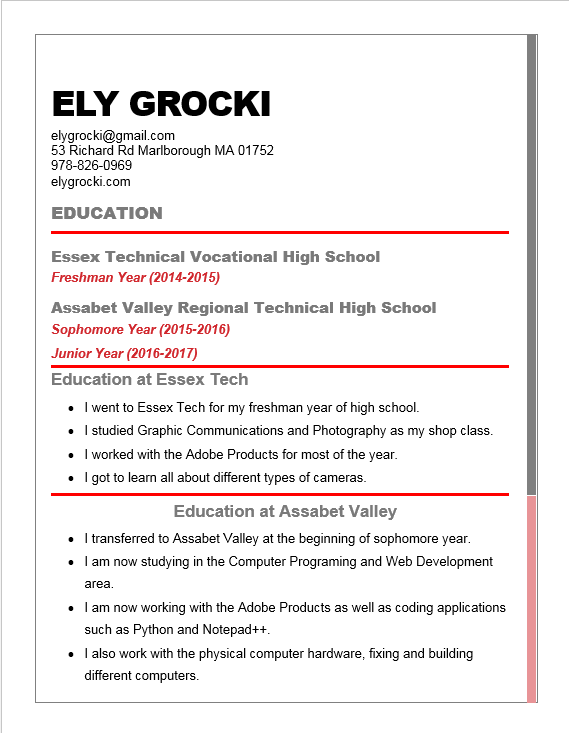 ELY GROCKI
elygrocki@gmail.com
53 Richard Rd Marlborough MA 01752
978-826-0969
elygrocki.com
EDUCATION
Essex Technical Vocational High School
Freshman Year (2014-2015)
Assabet Valley Regional Technical High School
Sophomore Year (2015-2016)
Junior Year (2016-2017)
Education at Essex Tech
• I went to Essex Tech for my freshman year of high school.
• I studied Graphic Communications and Photography as my shop class.
• I worked with the Adobe Products for most of the year.
• I got to learn all about different types of cameras.
Education at Assabet Valley
• I transferred to Assabet Valley at the beginning of sophomore year.
• I am now studying in the Computer Programing and Web Development
area.
• I am now working with the Adobe Products as well as coding applications
such as Python and Notepad++.
• I also work with the physical computer hardware, fixing and building
different computers.